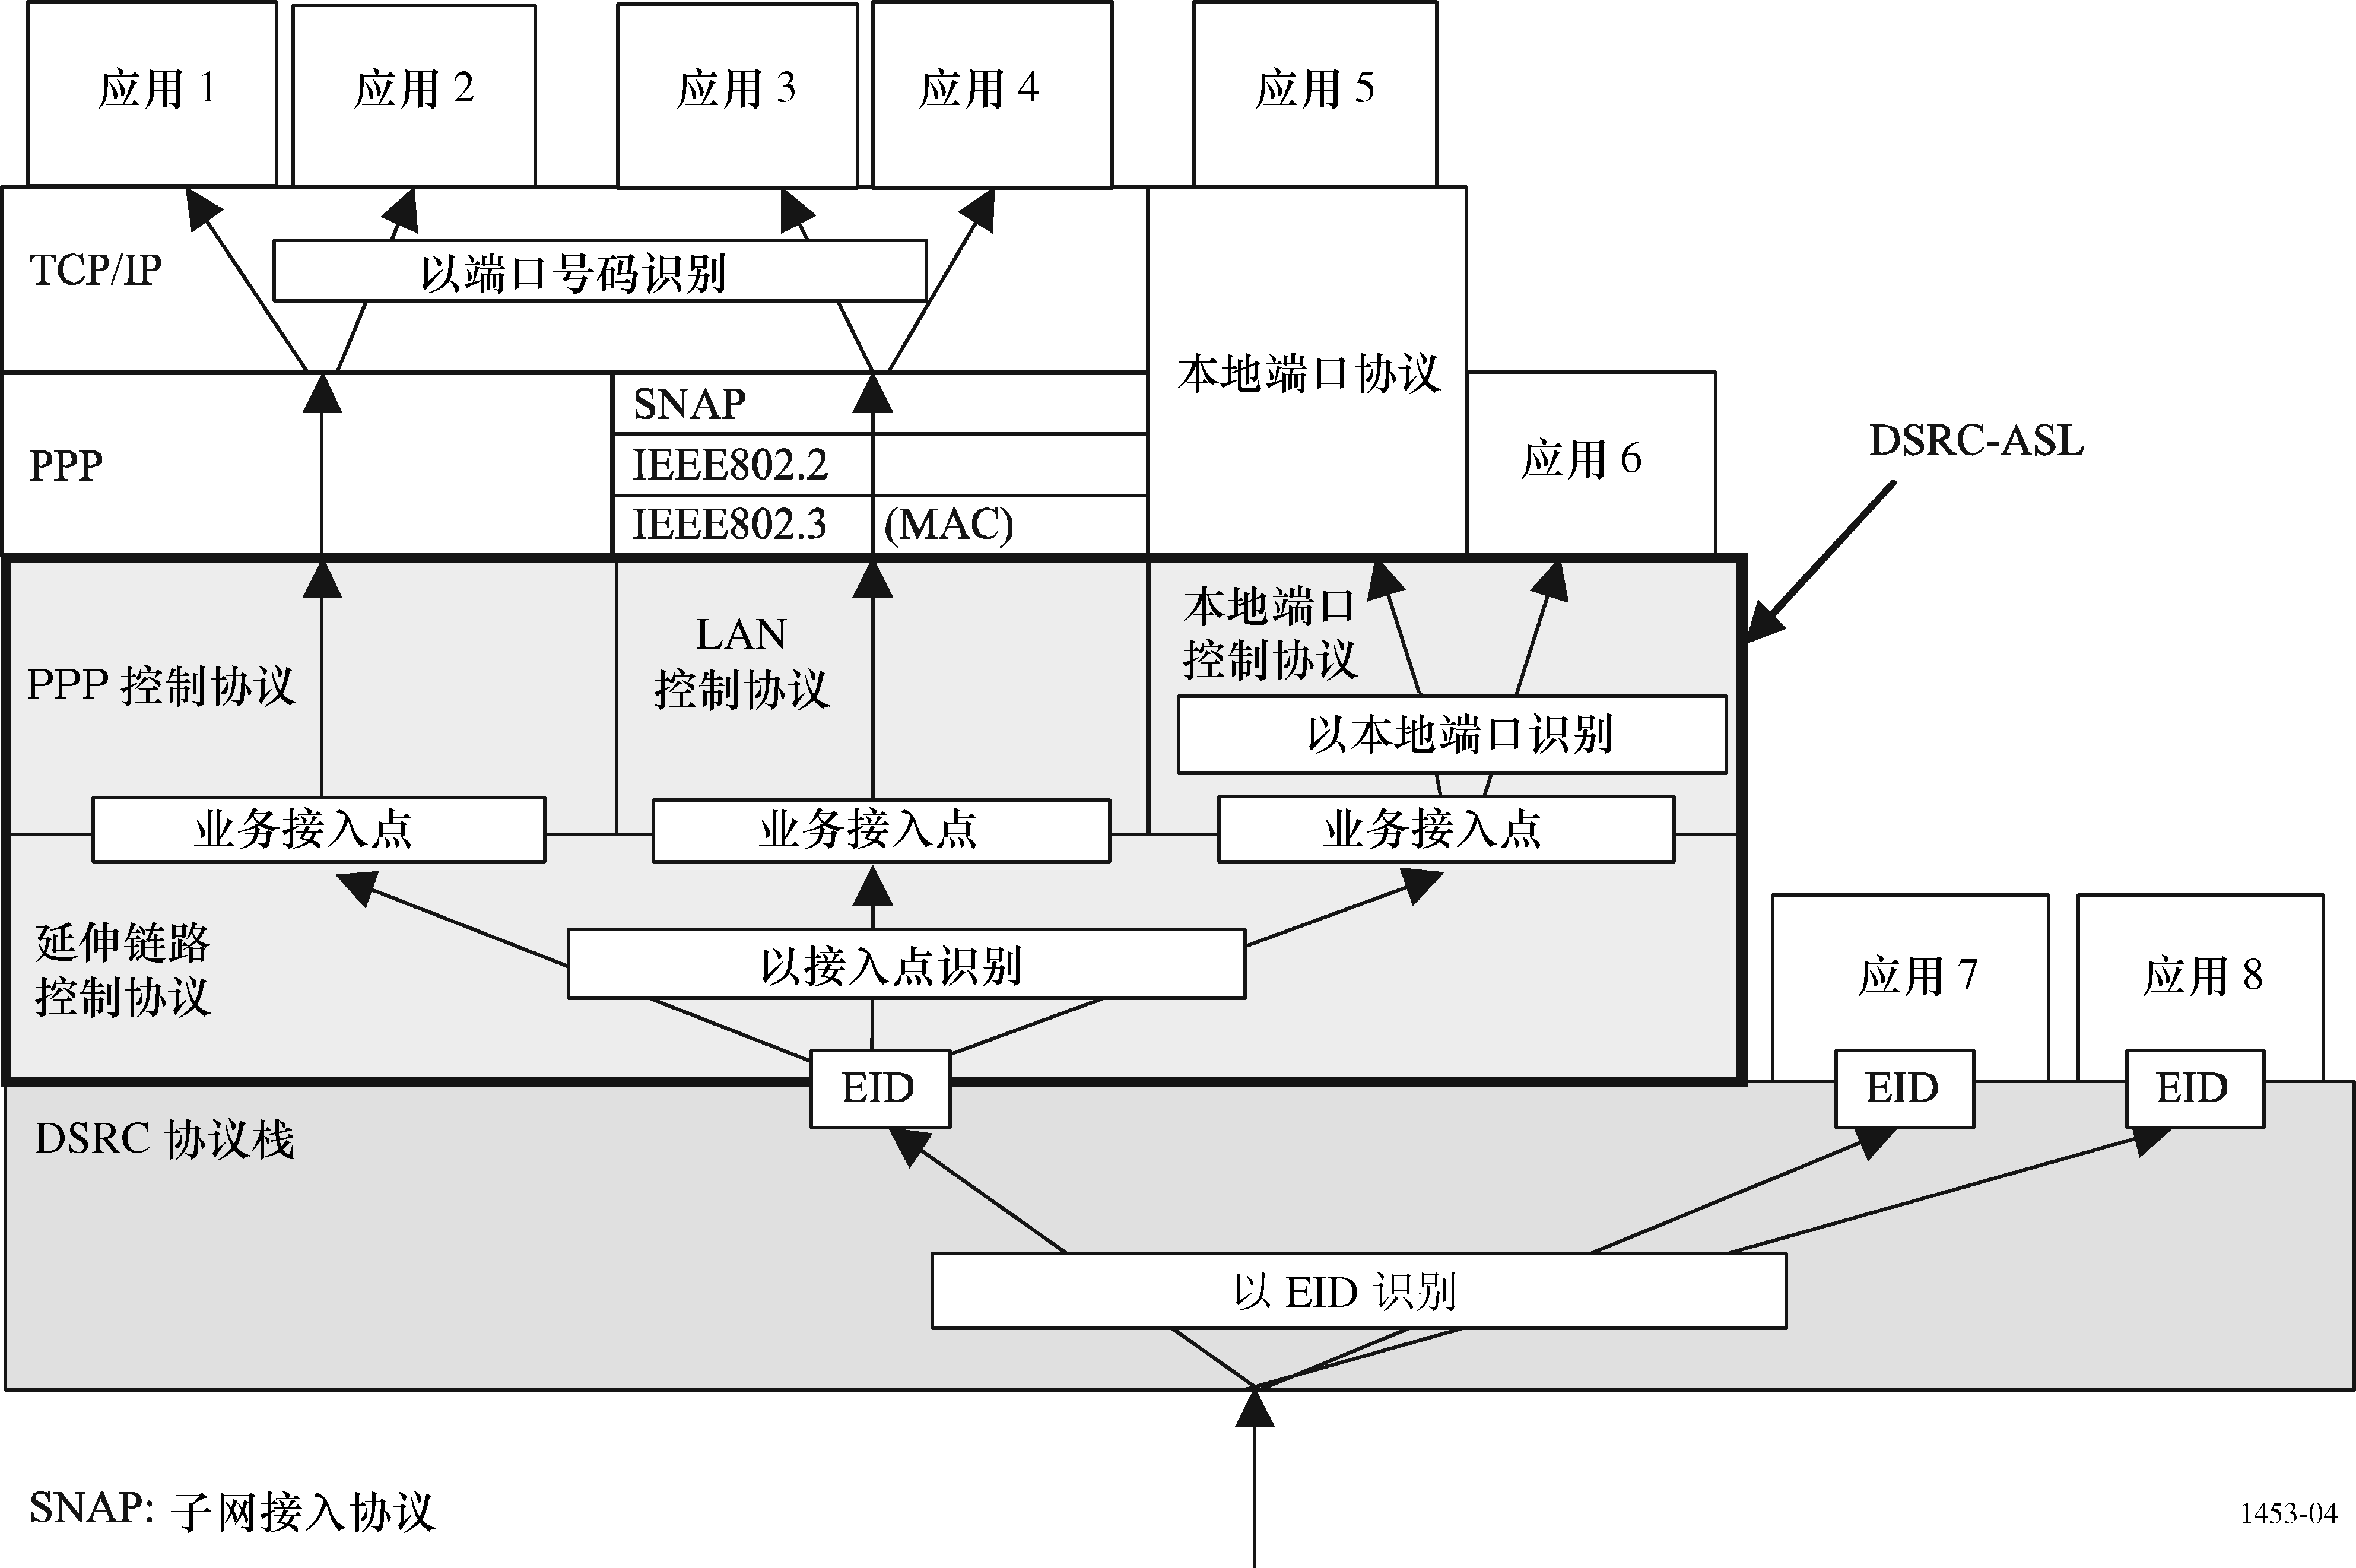 应用 1
应用 2
应用 3
应用 4
应用 5
TCP/IP
以端口号码识别
本地端口协议
PPP
SNAP
IEEE802.2
IEEE802.3 (MAC)
应用 6
DSRC-ASL
PPP 控制协议
LAN
控制协议
本地端口
控制协议
以本地端口识别
业务接入点
业务接入点
业务接入点
延伸链路
控制协议
以接入点识别
应用 7
应用 8
EID
EID
EID
DSRC 协议栈
以 EID 识别
SNAP: 子网接入协议
1453-04